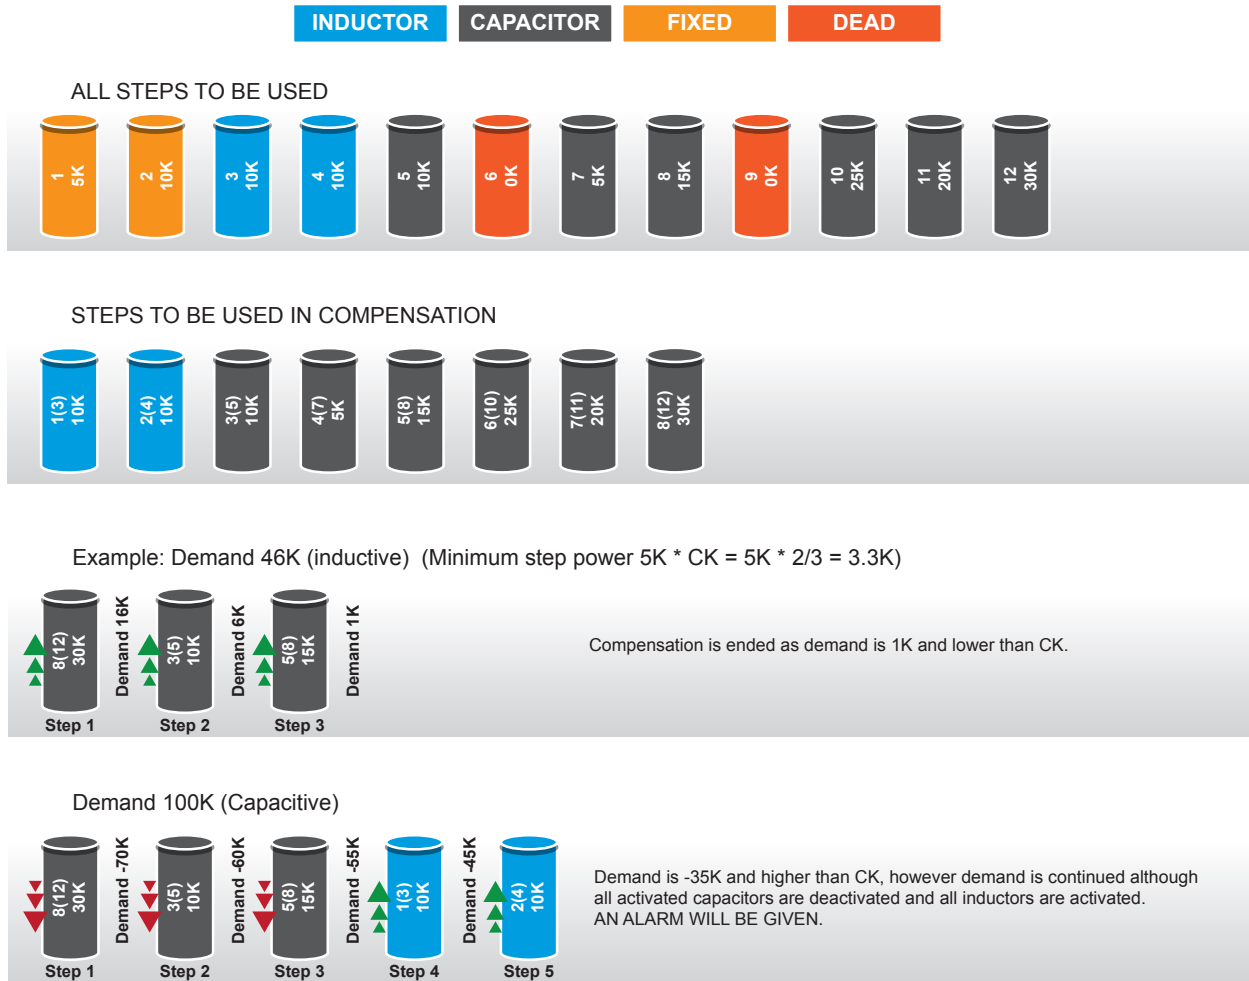 INDUCTOR CAPACITOR FIXED DEAD
ALL STEPS TO BE USED
1
5K
2
10K
3
10K
4
10K
5
10K
6
0K
7
5K
8
15K
9
0K
10
25K
11
20K
12
30K
STEPS TO BE USED IN COMPENSATION
1(3)
10K
2(4)
10K
3(5)
10K
4(7)
5K
5(8)
15K
6(10)
25K
7(11)
20K
8(12)
30K
Example: Demand 46K (inductive) (Minimum step power 5K * CK = 5K * 2/3 = 3.3K)
8(12)
30K
Demand 16K
3(5)
10K
Demand 6K
5(8)
15K
Demand 1K
Compensation is ended as demand is 1K and lower than CK.
Step 1 Step 2 Step 3
Demand 100K (Capacitive)
8(12)
30K
Demand -70K
3(5)
10K
Demand -60K
5(8)
15K
Demand -55K
1(3)
10K
Demand -45K
2(4)
10K
Demand is -35K and higher than CK, however demand is continued although
all activated capacitors are deactivated and all inductors are activated.
AN ALARM WILL BE GIVEN.
Step 1 Step 2 Step 3 Step 4 Step 5